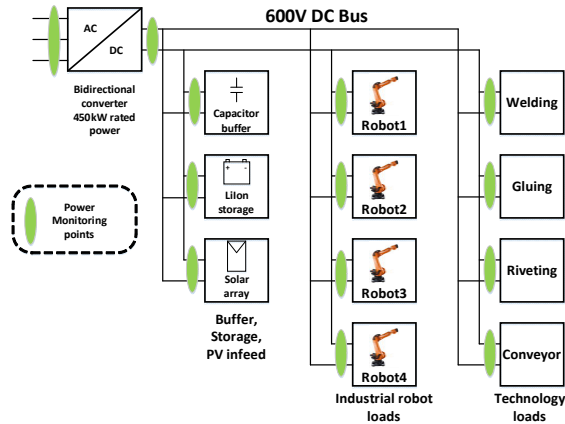 600V DC Bus
AC
DC
Bidirectional
converter
450kW rated
power
Capacitor
buffer
LiIon
storage
Solar
array
Buffer,
Storage,
PV infeed
Robot1
Robot2
Robot3
Robot4
Industrial robot
loads
Welding
Gluing
Riveting
Conveyor
Technology
loads
Power
Monitoring
points